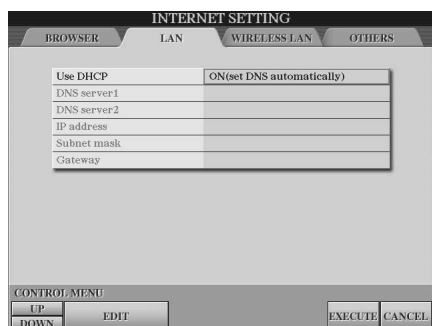 INTERNET SETTING
BROWSER LAN WIRELESS LAN OTHERS
Use DHCP ON(set DNS automatically)
DNS server1
DNS server2
IP address
Subnet mask
Gateway
CONTROL MENU
UP
DOWN
EDIT
EXECUTE CANCEL